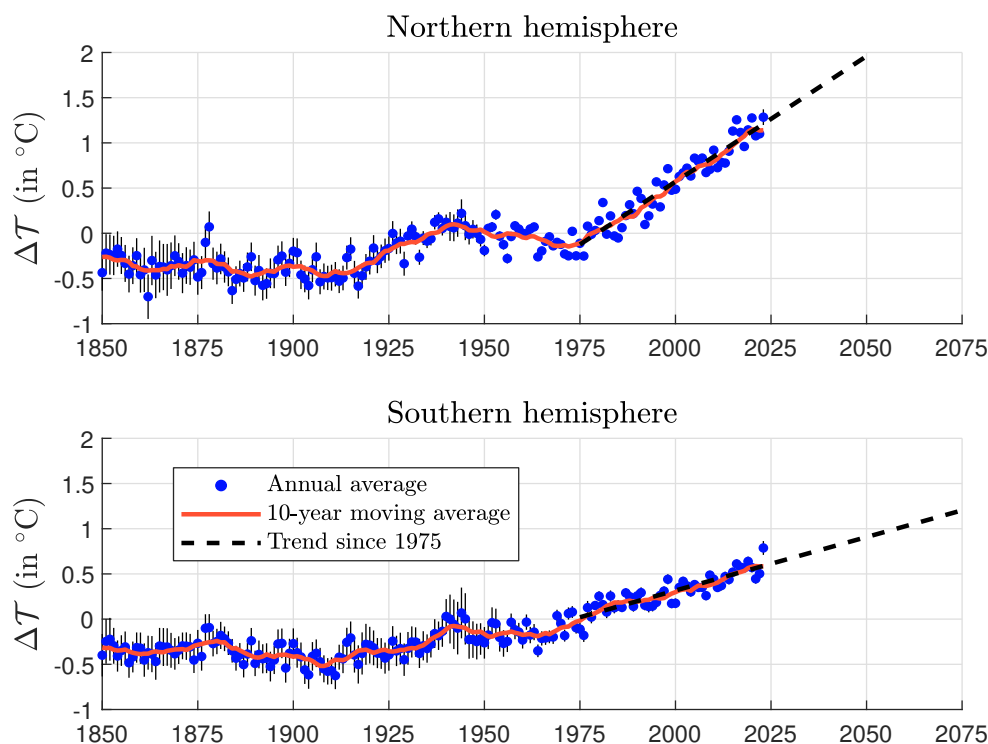 Northern hemisphere
ΔT (in °C)
2
1.5
1
0.5
0
-0.5
-1
1850 1875 1900 1925 1950 1975 2000 2025 2050 2075
Southern hemisphere
ΔT (in °C)
2
1.5
1
0.5
0
-0.5
-1
Annual average
10-year moving average
Trend since 1975
1850 1875 1900 1925 1950 1975 2000 2025 2050 2075